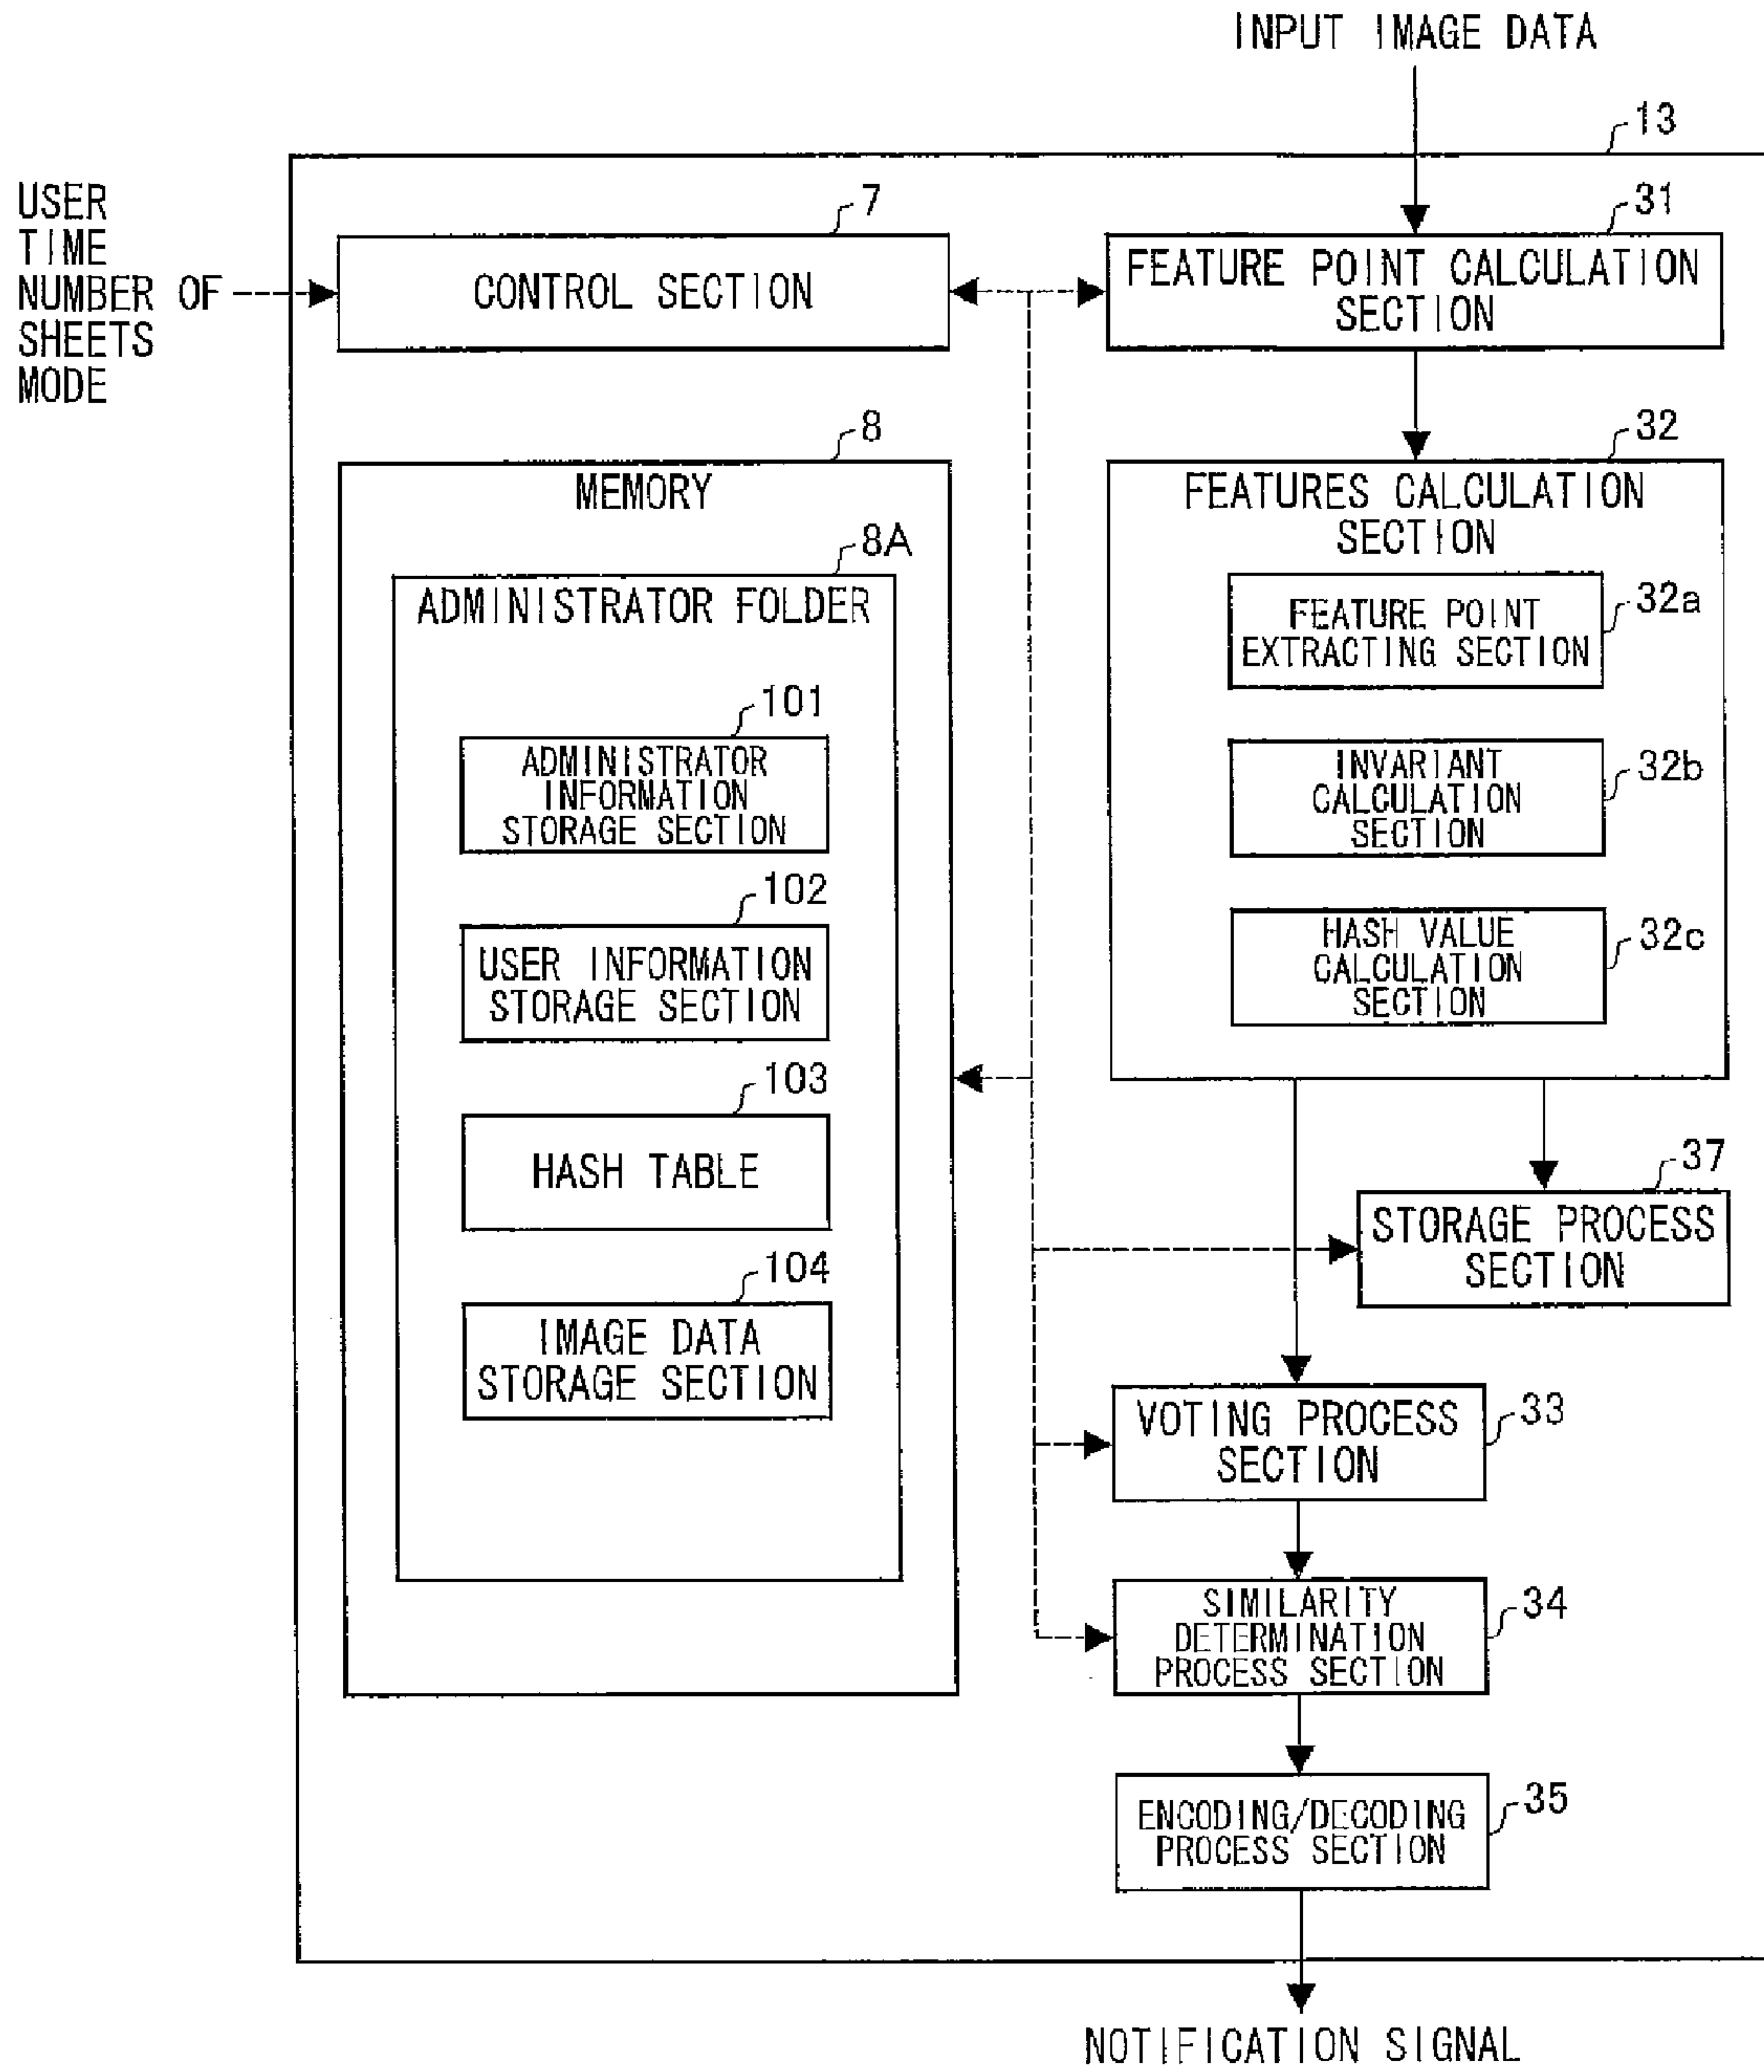 INPUT IMAGE DATA
13
USER
TIME
NUMBER OF
SHEETS
MODE
7
CONTROL SECTION
31
FEATURE POINT CALCULATION
SECTION
8
MEMORY
8A
ADMINISTRATOR FOLDER
101
ADMINISTRATOR
INFORMATION
STORAGE SECTION
102
USER INFORMATION
STORAGE SECTION
103
HASH TABLE
104
IMAGE DATA
STORAGE SECTION
32
FEATURES CALCULATION
SECTION
32a
FEATURE POINT
EXTRACTING SECTION
32b
INVARIANT
CALCULATION
SECTION
32c
HASH VALUE
CALCULATION
SECTION
37
STORAGE PROCESS
SECTION
33
VOTING PROCESS
SECTION
34
SIMILARITY
DETERMINATION
PROCESS SECTION
35
ENCODING/DECODING
PROCESS SECTION
NOTIFICATION SIGNAL